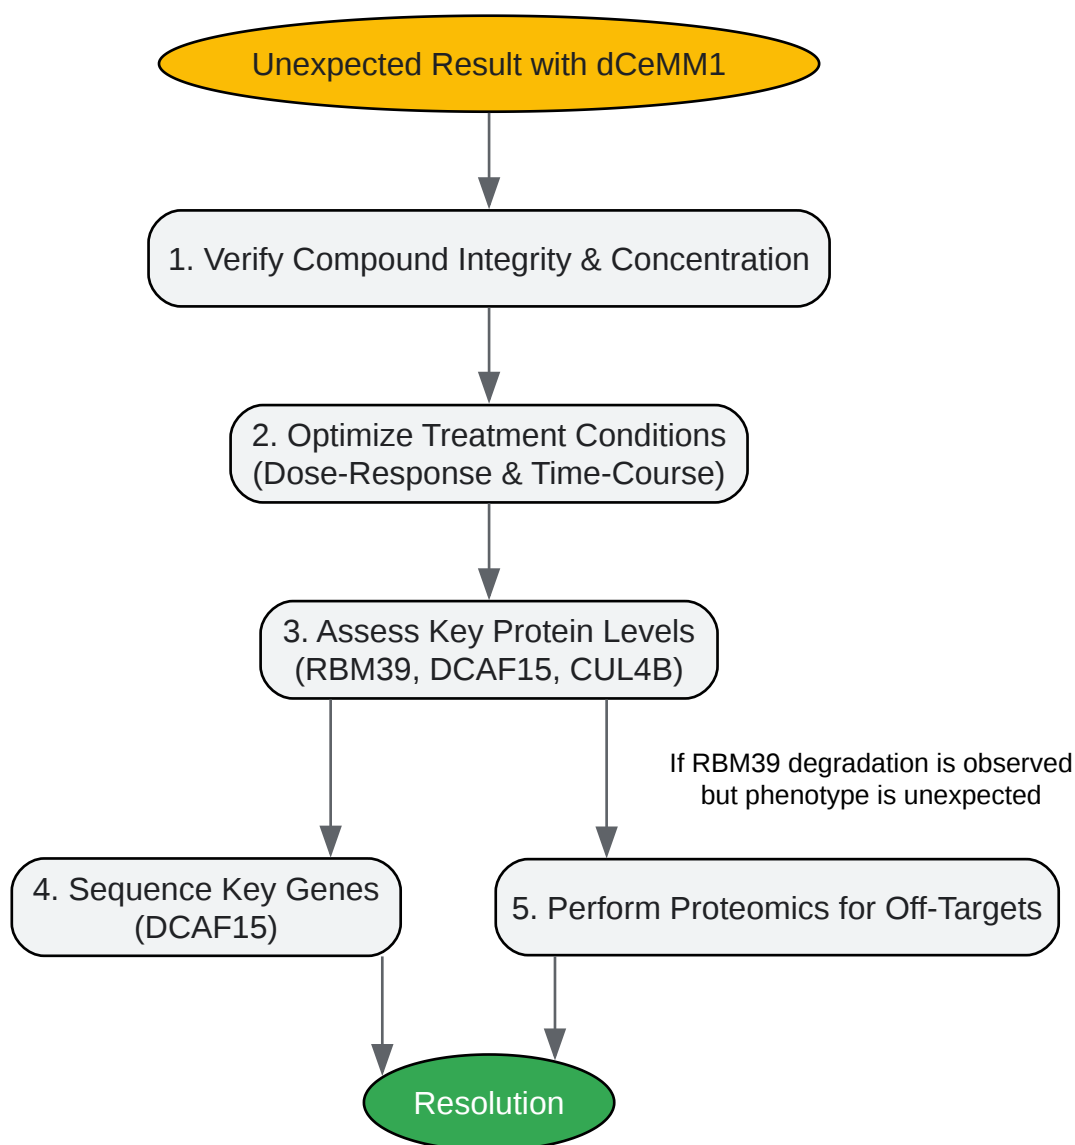 Unexpected Result with dCeMM1
1. Verify Compound Integrity & Concentration
2. Optimize Treatment Conditions
(Dose-Response & Time-Course)
3. Assess Key Protein Levels
(RBM39, DCAF15, CUL4B)
If RBM39 degradation is observed
but phenotype is unexpected
4. Sequence Key Genes
(DCAF15)
5. Perform Proteomics for Off-Targets
Resolution